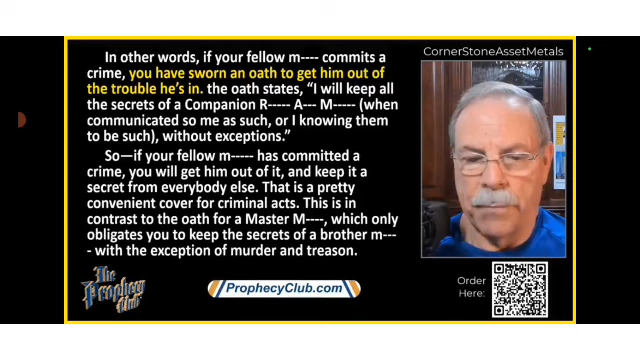 In other words, if your fellow m---- commits a
crime, you have sworn an oath to get him out of
the trouble he's in. the oath states, “I will keep all
the secrets of a Companion R----- A--- M----- (when
communicated so me as such, or I knowing them
to be such), without exceptions.”
So—if your fellow m----- has committed a
crime, you will get him out of it, and keep it a
secret from everybody else. That is a pretty
convenient cover for criminal acts. This is in
contrast to the oath for a Master M----, which only
obligates you to keep the secrets of a brother m---
- with the exception of murder and treason.
The
Prophecy
Club
ProphecyClub.com
CornerStoneAssetMetals
Order
Here: